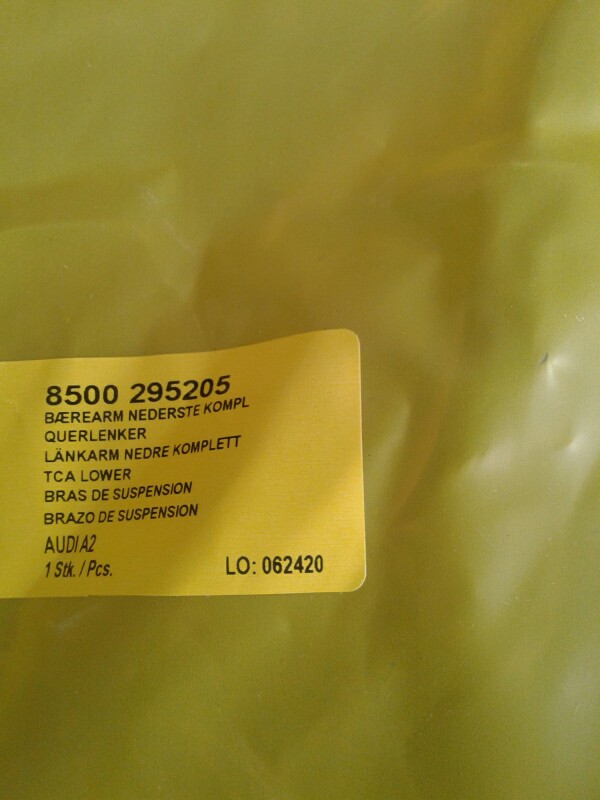 8500 295205
BÆREARM NEDERSTE KOMPL
QUERLENKER
LÄNKARM NEDRE KOMPLETT
TCA LOWER
BRAS DE SUSPENSION
BRAZO DE SUSPENSION
AUDI A2
1 Stk. / Pcs. LO: 062420